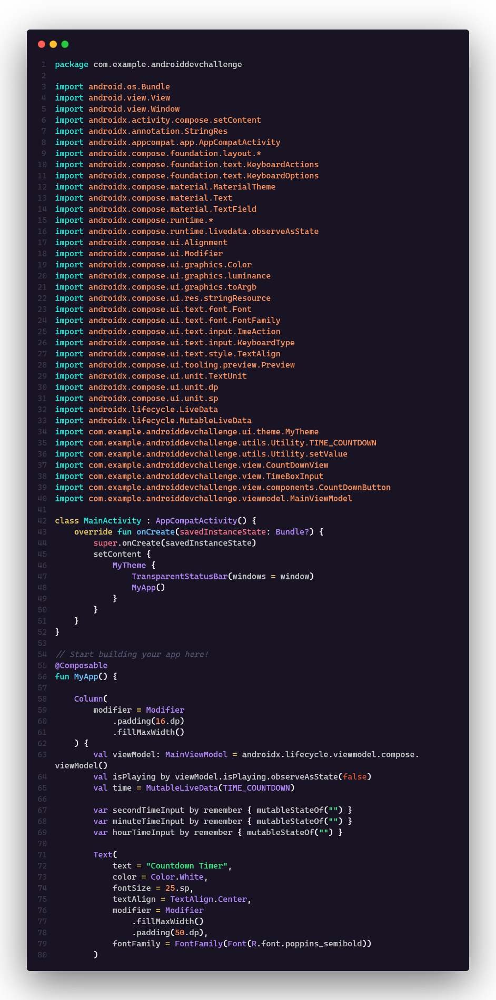 1 package com.example.androiddevchallenge
2
3 import android.os.Bundle
4 import android.view.View
5 import android.view.Window
6 import androidx.activity.compose.setContent
7 import androidx.annotation.StringRes
8 import androidx.appcompat.app.AppCompatActivity
9 import androidx.compose.foundation.layout.*
10 import androidx.compose.foundation.text.KeyboardActions
11 import androidx.compose.foundation.text.KeyboardOptions
12 import androidx.compose.material.MaterialTheme
13 import androidx.compose.material.Text
14 import androidx.compose.material.TextField
15 import androidx.compose.runtime.*
16 import androidx.compose.runtime.livedata.observeAsState
17 import androidx.compose.ui.Alignment
18 import androidx.compose.ui.Modifier
19 import androidx.compose.ui.graphics.Color
20 import androidx.compose.ui.graphics.luminance
21 import androidx.compose.ui.graphics.toArgb
22 import androidx.compose.ui.res.stringResource
23 import androidx.compose.ui.text.font.Font
24 import androidx.compose.ui.text.font.FontFamily
25 import androidx.compose.ui.text.input.ImeAction
26 import androidx.compose.ui.text.input.KeyboardType
27 import androidx.compose.ui.text.style.TextAlign
28 import androidx.compose.ui.tooling.preview.Preview
29 import androidx.compose.ui.unit.TextUnit
30 import androidx.compose.ui.unit.dp
31 import androidx.compose.ui.unit.sp
32 import androidx.lifecycle.LiveData
33 import androidx.lifecycle.MutableLiveData
34 import com.example.androiddevchallenge.ui.theme.MyTheme
35 import com.example.androiddevchallenge.utils.Utility.TIME_COUNTDOWN
36 import com.example.androiddevchallenge.utils.Utility.setValue
37 import com.example.androiddevchallenge.view.CountDownView
38 import com.example.androiddevchallenge.view.TimeBoxInput
39 import com.example.androiddevchallenge.view.components.CountDownButton
40 import com.example.androiddevchallenge.viewmodel.MainViewModel
41
42 class MainActivity : AppCompatActivity() {
43     override fun onCreate(savedInstanceState: Bundle?) {
44         super.onCreate(savedInstanceState)
45         setContent {
46             MyTheme {
47                 TransparentStatusBar(windows = window)
48                 MyApp()
49             }
50         }
51     }
52 }
53
54 // Start building your app here!
55 @Composable
56 fun MyApp() {
57
58     Column(
59         modifier = Modifier
60             .padding(16.dp)
61             .fillMaxWidth()
62     ) {
63         val viewModel: MainViewModel = androidx.lifecycle.viewmodel.compose.
viewModel()
64         val isPlaying by viewModel.isPlaying.observeAsState(false)
65         val time = MutableLiveData(TIME_COUNTDOWN)
66
67         var secondTimeInput by remember { mutableStateOf("") }
68         var minuteTimeInput by remember { mutableStateOf("") }
69         var hourTimeInput by remember { mutableStateOf("") }
70
71         Text(
72             text = "Countdown Timer",
73             color = Color.White,
74             fontSize = 25.sp,
75             textAlign = TextAlign.Center,
76             modifier = Modifier
77                 .fillMaxWidth()
78                 .padding(50.dp),
79             fontFamily = FontFamily(Font(R.font.poppins_semibold))
80         )